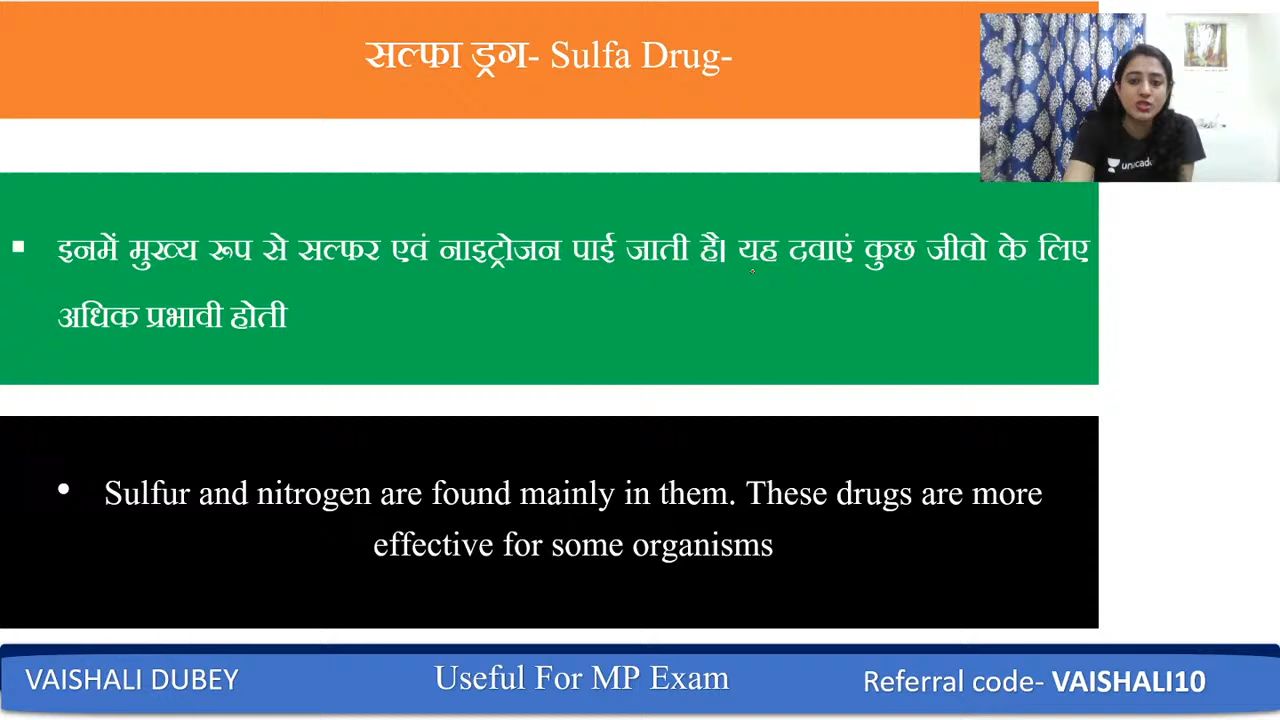 सल्फा ड्रग- Sulfa Drug-
▪ इनमें मुख्य रूप से सल्फर एवं नाइट्रोजन पाई जाती है। यह दवाएं कुछ जीवो के लिए
अधिक प्रभावी होती
• Sulfur and nitrogen are found mainly in them. These drugs are more
effective for some organisms
VAISHALI DUBEY
Useful For MP Exam
Referral code- VAISHALI10